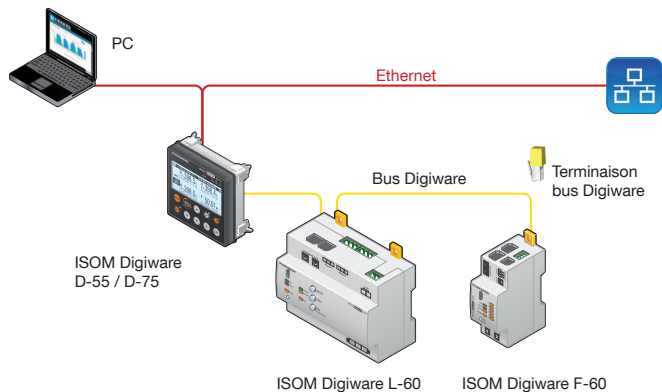 PC
Ethernet
Terminaison
bus Digiware
Bus Digiware
ISOM Digiware
D-55 / D-75
ISOM Digiware L-60
ISOM Digiware F-60